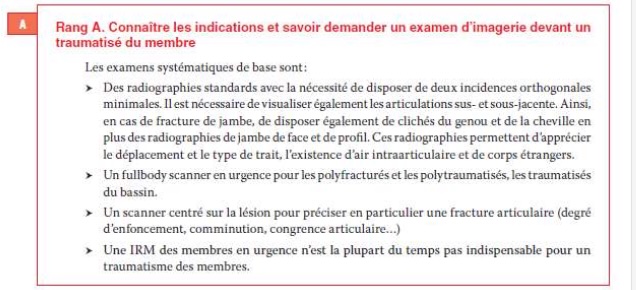 A
Rang A. Connaître les indications et savoir demander un examen d'imagerie devant un
traumatisé du membre
Les examens systématiques de base sont:
➤ Des radiographies standards avec la nécessité de disposer de deux incidences orthogonales
minimales. Il est nécessaire de visualiser également les articulations sus- et sous-jacente. Ainsi,
en cas de fracture de jambe, de disposer également de clichés du genou et de la cheville en
plus des radiographies de jambe de face et de profil. Ces radiographies permettent d'apprécier
le déplacement et le type de trait, l'existence d'air intraarticulaire et de corps étrangers.
➤ Un fullbody scanner en urgence pour les polyfracturés et les polytraumatisés, les traumatisés
du bassin.
➤ Un scanner centré sur la lésion pour préciser en particulier une fracture articulaire (degré
d'enfoncement, comminution, congrence articulaire...)
➤ Une IRM des membres en urgence n'est la plupart du temps pas indispensable pour un
traumatisme des membres.